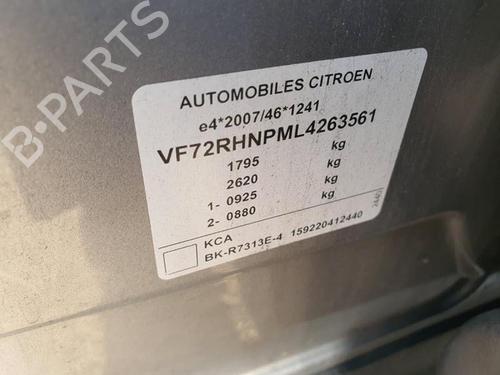 AUTOMOBILES CITROEN
e4*2007/46*1241
VF72RHNPML4263561
1795 kg
2620 kg
1- 0925 kg
2- 0880 kg
KCA
BK-R7313E-4 159220412440
B-PARTS